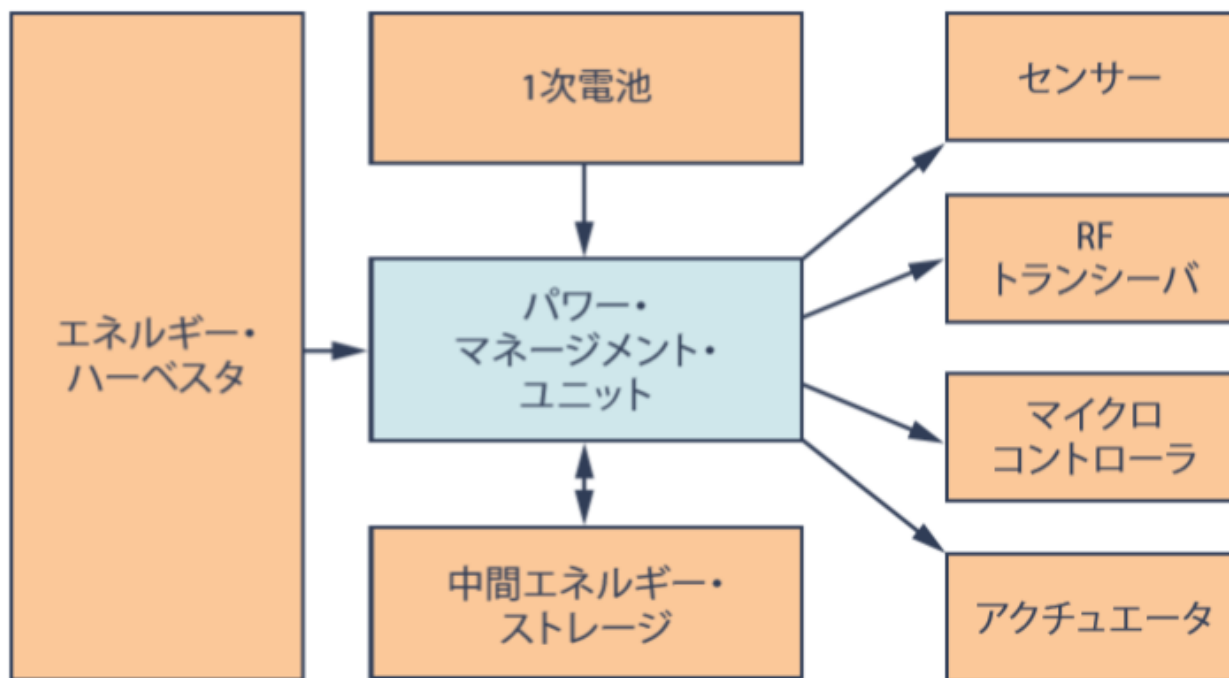 エネルギー・
ハーベスタ
1次電池
パワー・
マネージメント・
ユニット
中間エネルギー・
ストレージ
センサー
RF
トランシーバ
マイクロ
コントローラ
アクチュエータ